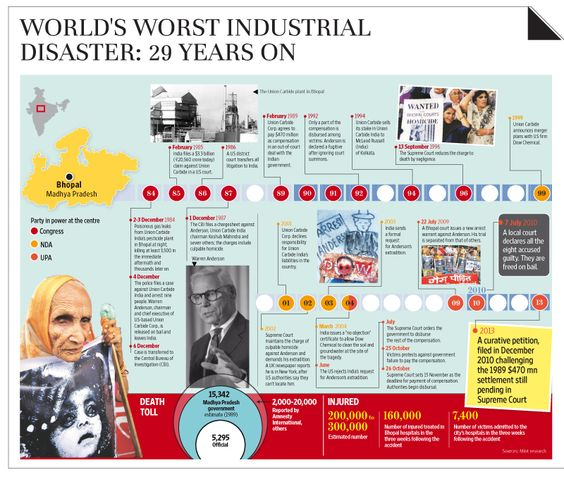 WORLD'S WORST INDUSTRIAL
DISASTER: 29 YEARS ON
The Union Carbide plant in Bhopal
Bhopal
Madhya Pradesh
Party in power at the centre
Congress
NDA
UPA
February 1985
India files a $3.3 billion
claim against Union
Carbide in a US court.
1986
A US district
court transfers all
litigation to India.
February 1989
Union Carbide
Corp. agrees to
pay $470 million
as compensation
in an out-of-court
deal with the
Indian
government.
1992
Only a part of the
compensation is
disbursed among
victims. Anderson is
declared a fugitive
after ignoring court
summons.
1994
Union Carbide sells
its stake in Union
Carbide India to
McLeod Russell
(India)
of Kolkata.
WANTED
HOMICIDE
13 September 1996
The Supreme Court reduces the charge to
death by negligence.
1999
Union Carbide
announces merger
plans with US firm
Dow Chemical.
84
85
86
87
89
90
91
92
94
96
99
2-3 December 1984
Poisonous gas leaks
from Union Carbide
India's pesticide plant
in Bhopal at night,
killing at least 3,500 in
the immediate
aftermath and
thousands later on
4 December
The police files a case
against Union Carbide
India and arrest nine
people. Warren
Anderson, chairman
and chief executive of
US-based Union
Carbide Corp., is
released on bail and
leaves India.
6 December
Case is transferred to
the Central Bureau of
Investigation (CBI).
1 December 1987
The CBI files a chargesheet against
Anderson, Union Carbide India
chairman Keshub Mahindra and
seven others; the charges include
culpable homicide.
Warren Anderson
2001
Union Carbide
Corp. declines
responsibility
for Union
Carbide India's
liabilities in the
country.
2003
India sends
a formal
request for
Anderson's
extradition.
22 July 2009
A Bhopal court issues a new arrest
warrant against Anderson. His trial
is separated from that of others.
7 July 2010
A local court
declares all the
eight accused
guilty. They are
freed on bail.
2010
01
02
03
04
09
10
13
2002
Supreme Court
maintains the charge of
culpable homicide
against Anderson and
demands his extradition.
A UK newspaper reports
he is in New York, after
US authorities say they
can't locate him.
March 2004
India issues a "no objection"
certificate to allow Dow
Chemical to clean the soil and
groundwater at the site of the
tragedy.
June
The US rejects India's request
for Anderson's extradition.
July
The Supreme Court orders the government
to disburse
the rest of the compensation.
25 October
Victims protests against government
failure to pay the compensation.
26 October
Supreme Court sets 15 November as the
deadline for payment of compensation.
Authorities begin disbursal
2013
A curative petition,
filed in December
2010 challenging
the 1989 $470 mn
settlement still
pending in
Supreme Court
DEATH
TOLL
15,342
Madhya Pradesh
government
estimate (1989)
5,295
Official
2,000-20,000
Reported by
Amnesty
International,
others
INJURED
200,000 to
300,000
Estimated number
160,000
Number of injured treated in
Bhopal hospitals in the
three weeks following the
accident
7,400
Number of victims admitted to the
city's hospitals in the three weeks
following the accident
Sources: Mint research